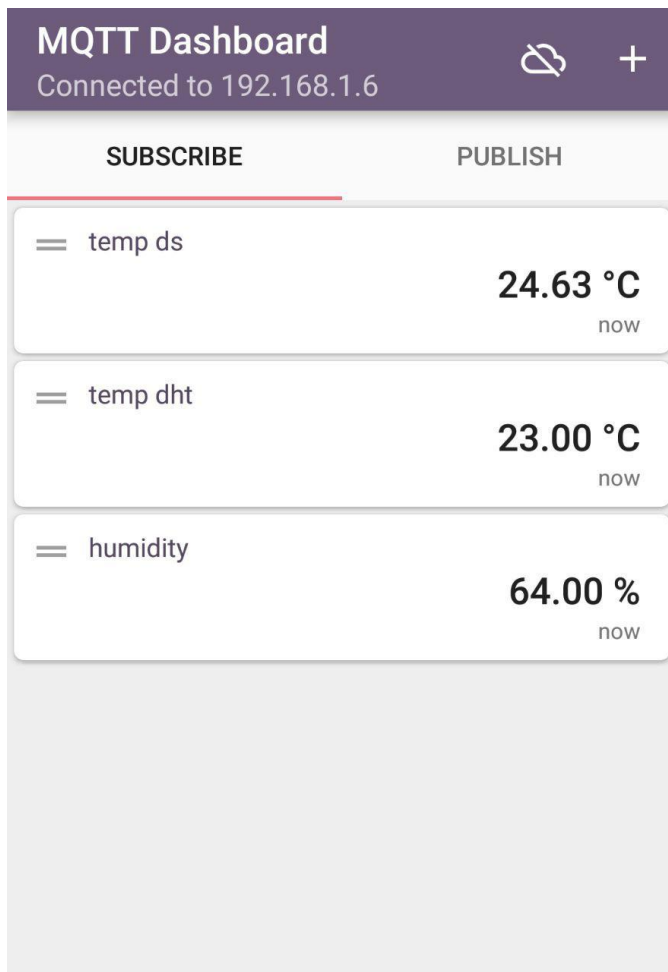 MQTT Dashboard
Connected to 192.168.1.6
SUBSCRIBE
PUBLISH
temp ds
24.63 °C
now
temp dht
23.00 °C
now
humidity
64.00 %
now